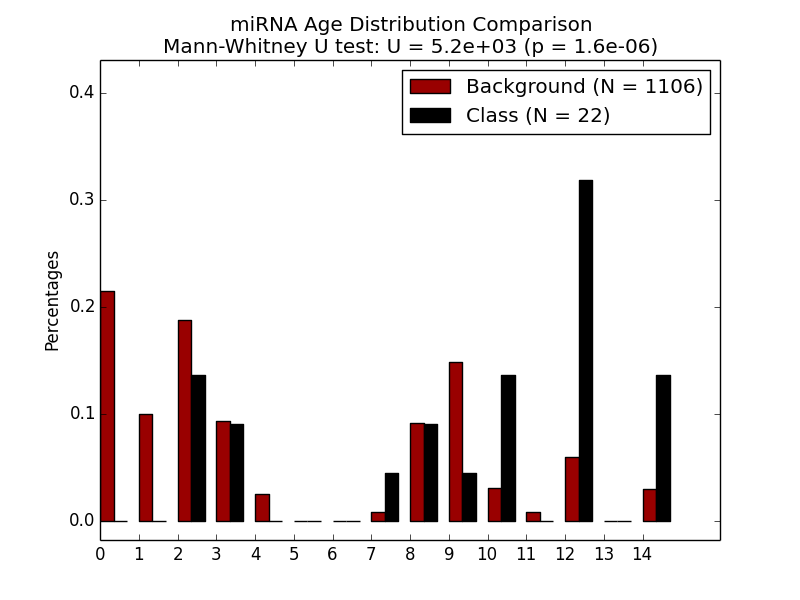 miRNA Age Distribution Comparison
Mann-Whitney U test: U = 5.2e+03 (p = 1.6e-06)
Background (N = 1106)
Class (N = 22)
Percentages
0.4
0.3
0.2
0.1
0.0
0 1 2 3 4 5 6 7 8 9 10 11 12 13 14